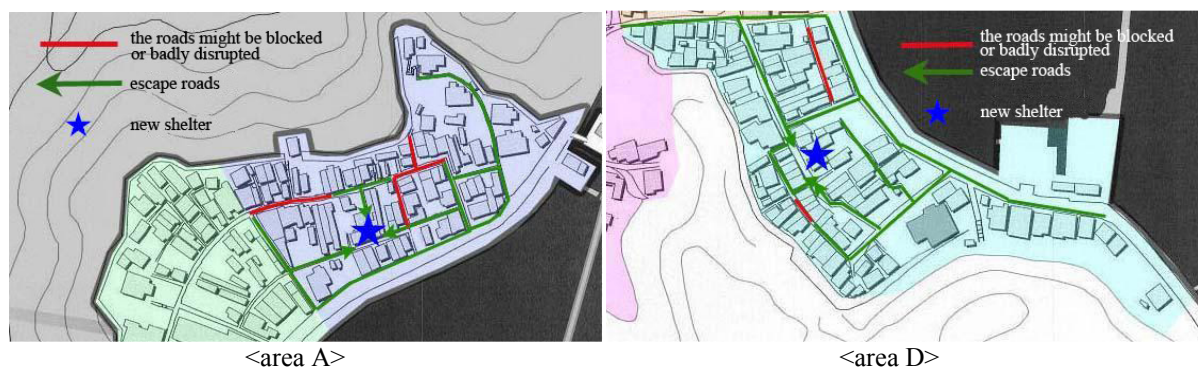 the roads might be blocked
or badly disrupted
escape roads
new shelter
<area A>
the roads might be blocked
or badly disrupted
escape roads
new shelter
<area D>